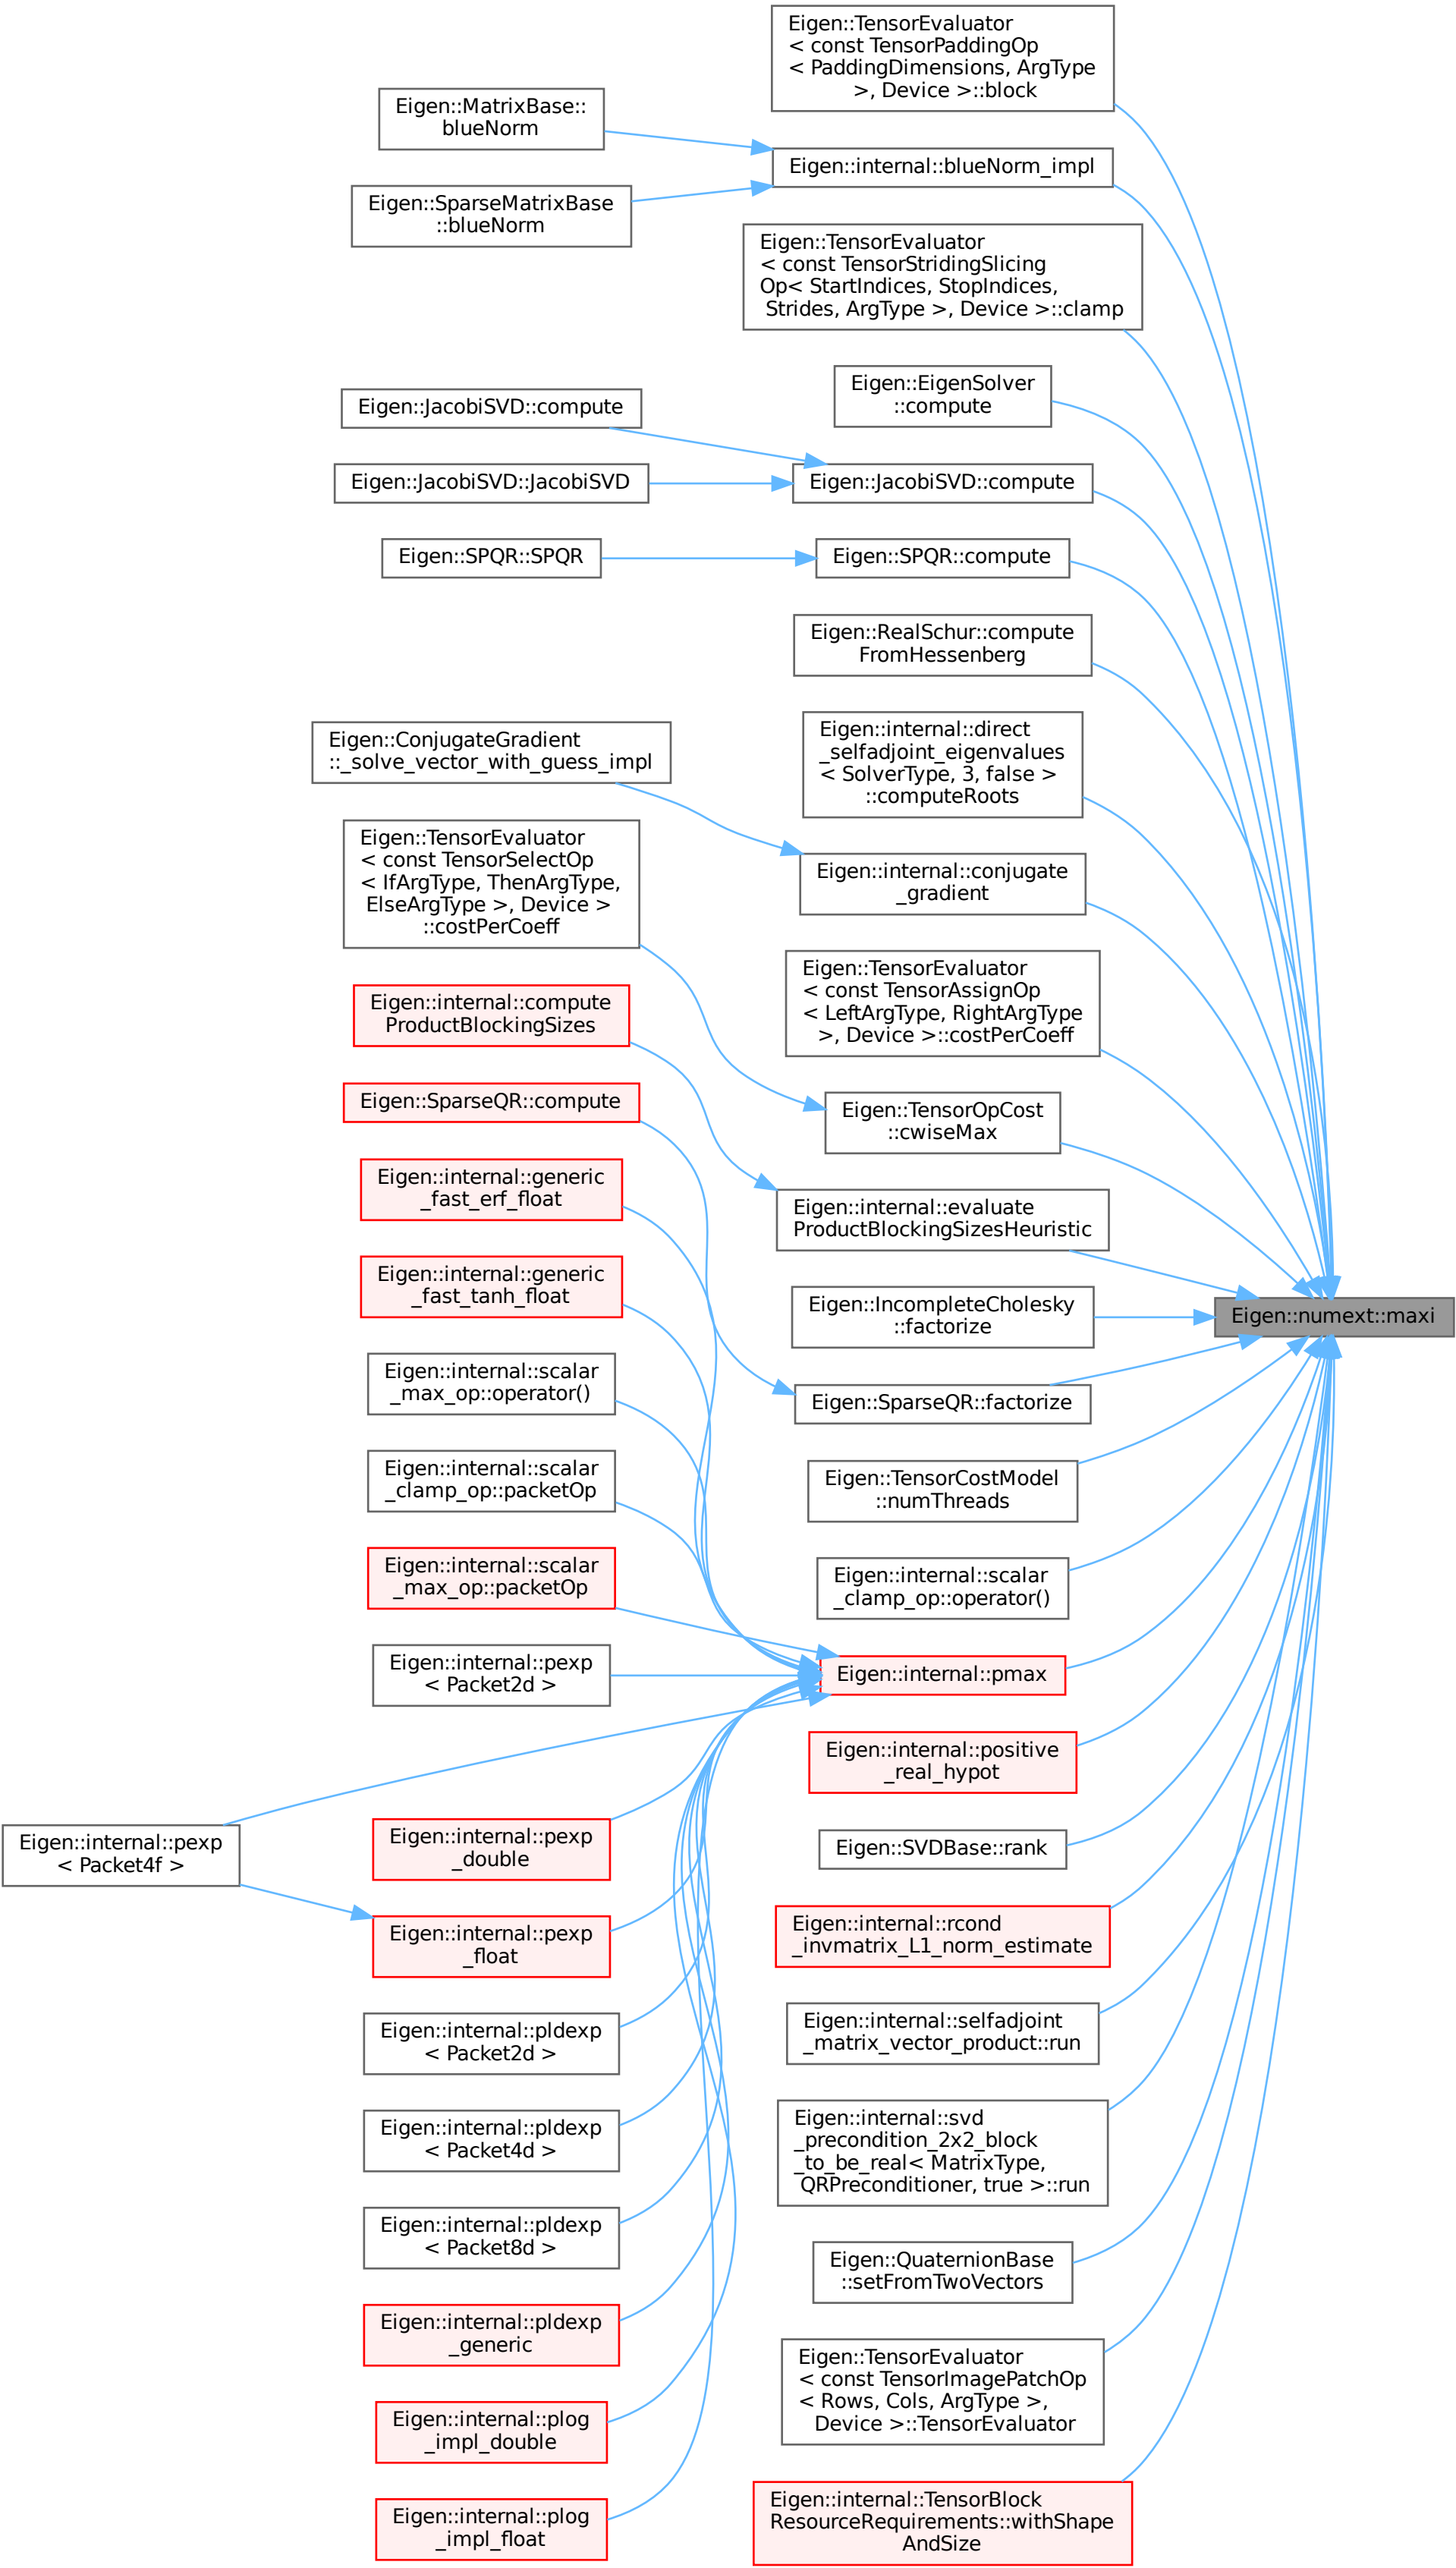 Eigen::TensorEvaluator
< const TensorPaddingOp
< PaddingDimensions, ArgType
>, Device >::block
Eigen::MatrixBase::
blueNorm
Eigen::internal::blueNorm_impl
Eigen::SparseMatrixBase
::blueNorm
Eigen::TensorEvaluator
< const TensorStridingSlicing
Op< StartIndices, StopIndices,
Strides, ArgType >, Device >::clamp
Eigen::EigenSolver
::compute
Eigen::JacobiSVD::compute
Eigen::JacobiSVD::JacobiSVD
Eigen::JacobiSVD::compute
Eigen::SPQR::SPQR
Eigen::SPQR::compute
Eigen::RealSchur::compute
FromHessenberg
Eigen::internal::direct
_selfadjoint_eigenvalues
< SolverType, 3, false >
::computeRoots
Eigen::ConjugateGradient
::_solve_vector_with_guess_impl
Eigen::internal::conjugate
_gradient
Eigen::TensorEvaluator
< const TensorSelectOp
< IfArgType, ThenArgType,
ElseArgType >, Device >
::costPerCoeff
Eigen::TensorEvaluator
< const TensorAssignOp
< LeftArgType, RightArgType
>, Device >::costPerCoeff
Eigen::internal::compute
ProductBlockingSizes
Eigen::SparseQR::compute
Eigen::TensorOpCost
::cwiseMax
Eigen::internal::generic
_fast_erf_float
Eigen::internal::evaluate
ProductBlockingSizesHeuristic
Eigen::internal::generic
_fast_tanh_float
Eigen::IncompleteCholesky
::factorize
Eigen::numext::maxi
Eigen::internal::scalar
_max_op::operator()
Eigen::SparseQR::factorize
Eigen::internal::scalar
_clamp_op::packetOp
Eigen::TensorCostModel
::numThreads
Eigen::internal::scalar
_max_op::packetOp
Eigen::internal::scalar
_clamp_op::operator()
Eigen::internal::pexp
< Packet2d >
Eigen::internal::pmax
Eigen::internal::positive
_real_hypot
Eigen::internal::pexp
< Packet4f >
Eigen::internal::pexp
_double
Eigen::SVDBase::rank
Eigen::internal::pexp
_float
Eigen::internal::rcond
_invmatrix_L1_norm_estimate
Eigen::internal::pldexp
< Packet2d >
Eigen::internal::selfadjoint
_matrix_vector_product::run
Eigen::internal::pldexp
< Packet4d >
Eigen::internal::svd
_precondition_2x2_block
_to_be_real< MatrixType,
QRPreconditioner, true >::run
Eigen::internal::pldexp
< Packet8d >
Eigen::QuaternionBase
::setFromTwoVectors
Eigen::internal::pldexp
_generic
Eigen::TensorEvaluator
< const TensorImagePatchOp
< Rows, Cols, ArgType >,
Device >::TensorEvaluator
Eigen::internal::plog
_impl_double
Eigen::internal::plog
_impl_float
Eigen::internal::TensorBlock
ResourceRequirements::withShape
AndSize